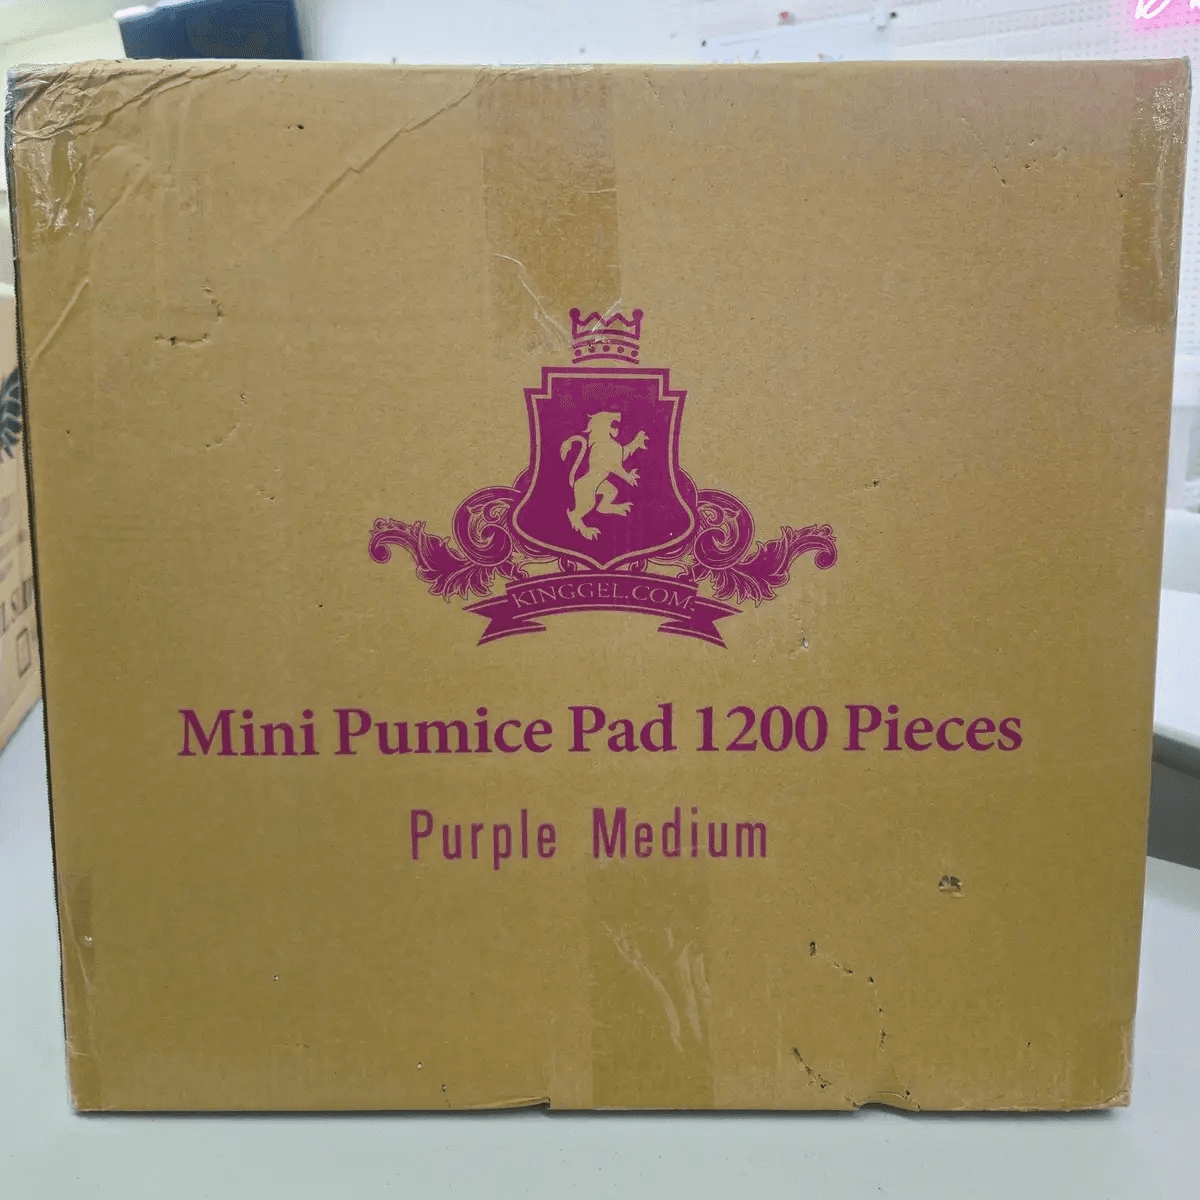 KINGGEL.COM
Mini Pumice Pad 1200 Pieces
Purple Medium